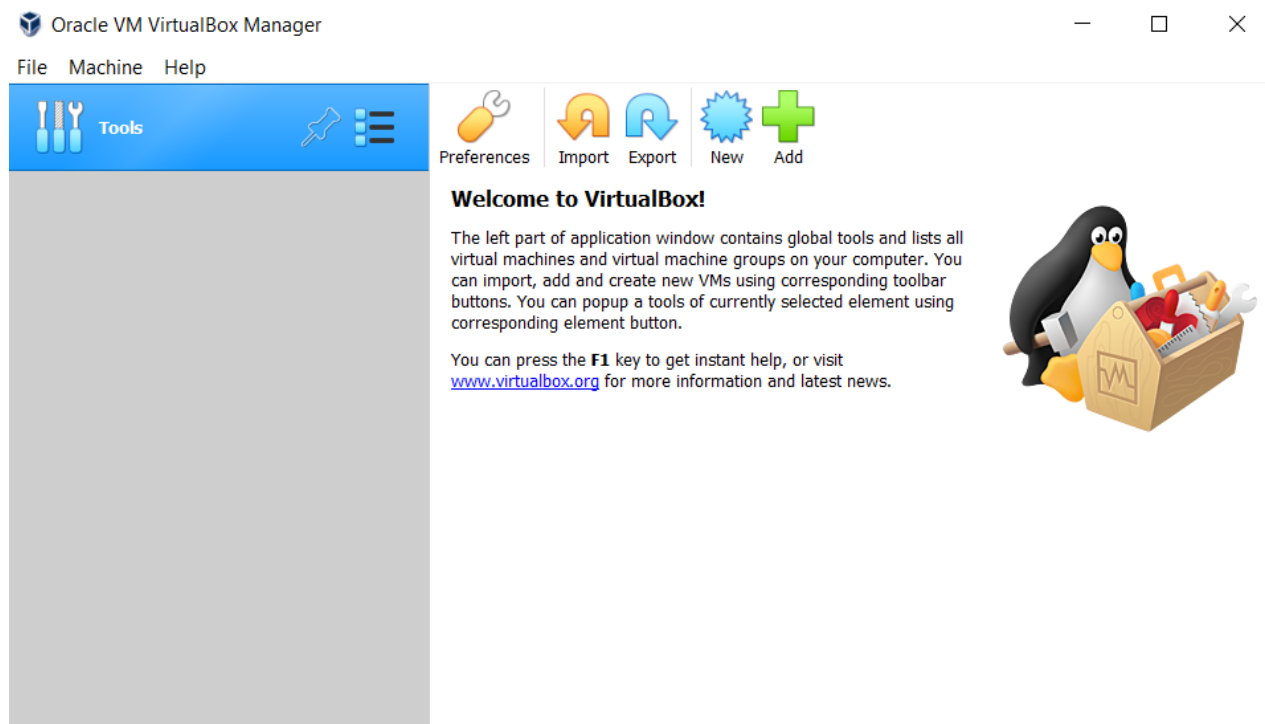 Oracle VM VirtualBox Manager
File Machine Help
Tools
Preferences Import Export New Add
Welcome to VirtualBox!
The left part of application window contains global tools and lists all
virtual machines and virtual machine groups on your computer. You
can import, add and create new VMs using corresponding toolbar
buttons. You can popup a tools of currently selected element using
corresponding element button.
You can press the F1 key to get instant help, or visit
www.virtualbox.org for more information and latest news.